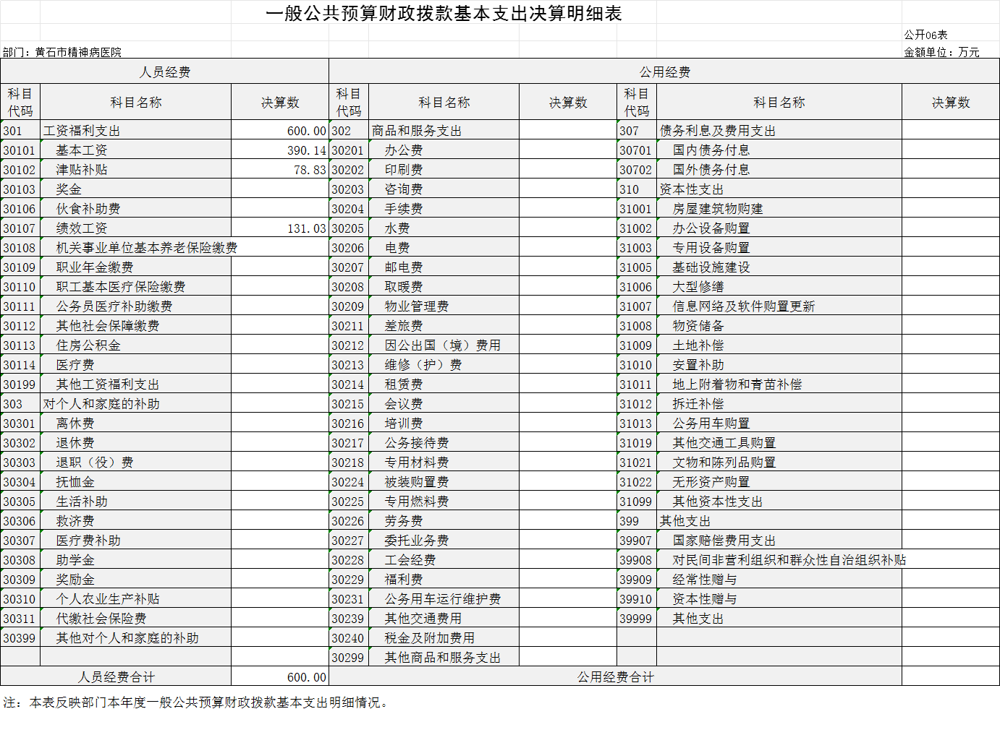 一般公共预算财政拨款基本支出决算明细表
公开06表
部门：黄石市精神病医院 金额单位：万元
人员经费 公用经费
科目代码 科目名称 决算数 科目代码 科目名称 决算数 科目代码 科目名称 决算数
301 工资福利支出 600.00 302 商品和服务支出 307 债务利息及费用支出
30101 基本工资 390.14 30201 办公费 30701 国内债务付息
30102 津贴补贴 78.83 30202 印刷费 30702 国外债务付息
30103 奖金 30203 咨询费 310 资本性支出
30106 伙食补助费 30204 手续费 31001 房屋建筑物购建
30107 绩效工资 131.03 30205 水费 31002 办公设备购置
30108 机关事业单位基本养老保险缴费 30206 电费 31003 专用设备购置
30109 职业年金缴费 30207 邮电费 31005 基础设施建设
30110 职工基本医疗保险缴费 30208 取暖费 31006 大型修缮
30111 公务员医疗补助缴费 30209 物业管理费 31007 信息网络及软件购置更新
30112 其他社会保障缴费 30211 差旅费 31008 物资储备
30113 住房公积金 30212 因公出国（境）费用 31009 土地补偿
30114 医疗费 30213 维修（护）费 31010 安置补助
30199 其他工资福利支出 30214 租赁费 31011 地上附着物和青苗补偿
303 对个人和家庭的补助 30215 会议费 31012 拆迁补偿
30301 离休费 30216 培训费 31013 公务用车购置
30302 退休费 30217 公务接待费 31019 其他交通工具购置
30303 退职（役）费 30218 专用材料费 31021 文物和陈列品购置
30304 抚恤金 30224 被装购置费 31022 无形资产购置
30305 生活补助 30225 专用燃料费 31099 其他资本性支出
30306 救济费 30226 劳务费 399 其他支出
30307 医疗费补助 30227 委托业务费 39907 国家赔偿费用支出
30308 助学金 30228 工会经费 39908 对民间非营利组织和群众性自治组织补贴
30309 奖励金 30229 福利费 39909 经常性赠与
30310 个人农业生产补贴 30231 公务用车运行维护费 39910 资本性赠与
30311 代缴社会保险费 30239 其他交通费用 39999 其他支出
30399 其他对个人和家庭的补助 30240 税金及附加费用
30299 其他商品和服务支出
人员经费合计 600.00 公用经费合计
注：本表反映部门本年度一般公共预算财政拨款基本支出明细情况。